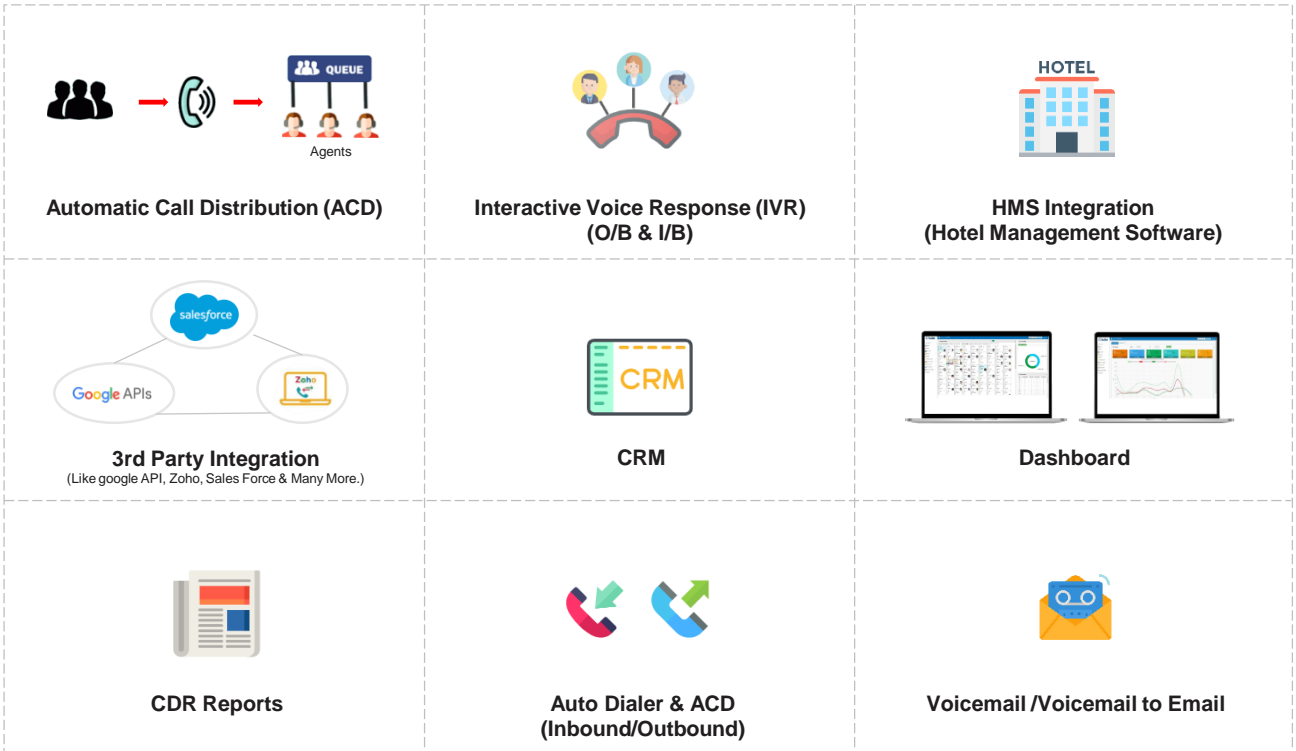 QUEUE
Agents
Automatic Call Distribution (ACD)
Interactive Voice Response (IVR)
(O/B & I/B)
HOTEL
HMS Integration
(Hotel Management Software)
salesforce
Google APIs
Zoho
3rd Party Integration
(Like google API, Zoho, Sales Force & Many More.)
CRM
CRM
Dashboard
CDR Reports
Auto Dialer & ACD
(Inbound/Outbound)
Voicemail /Voicemail to Email